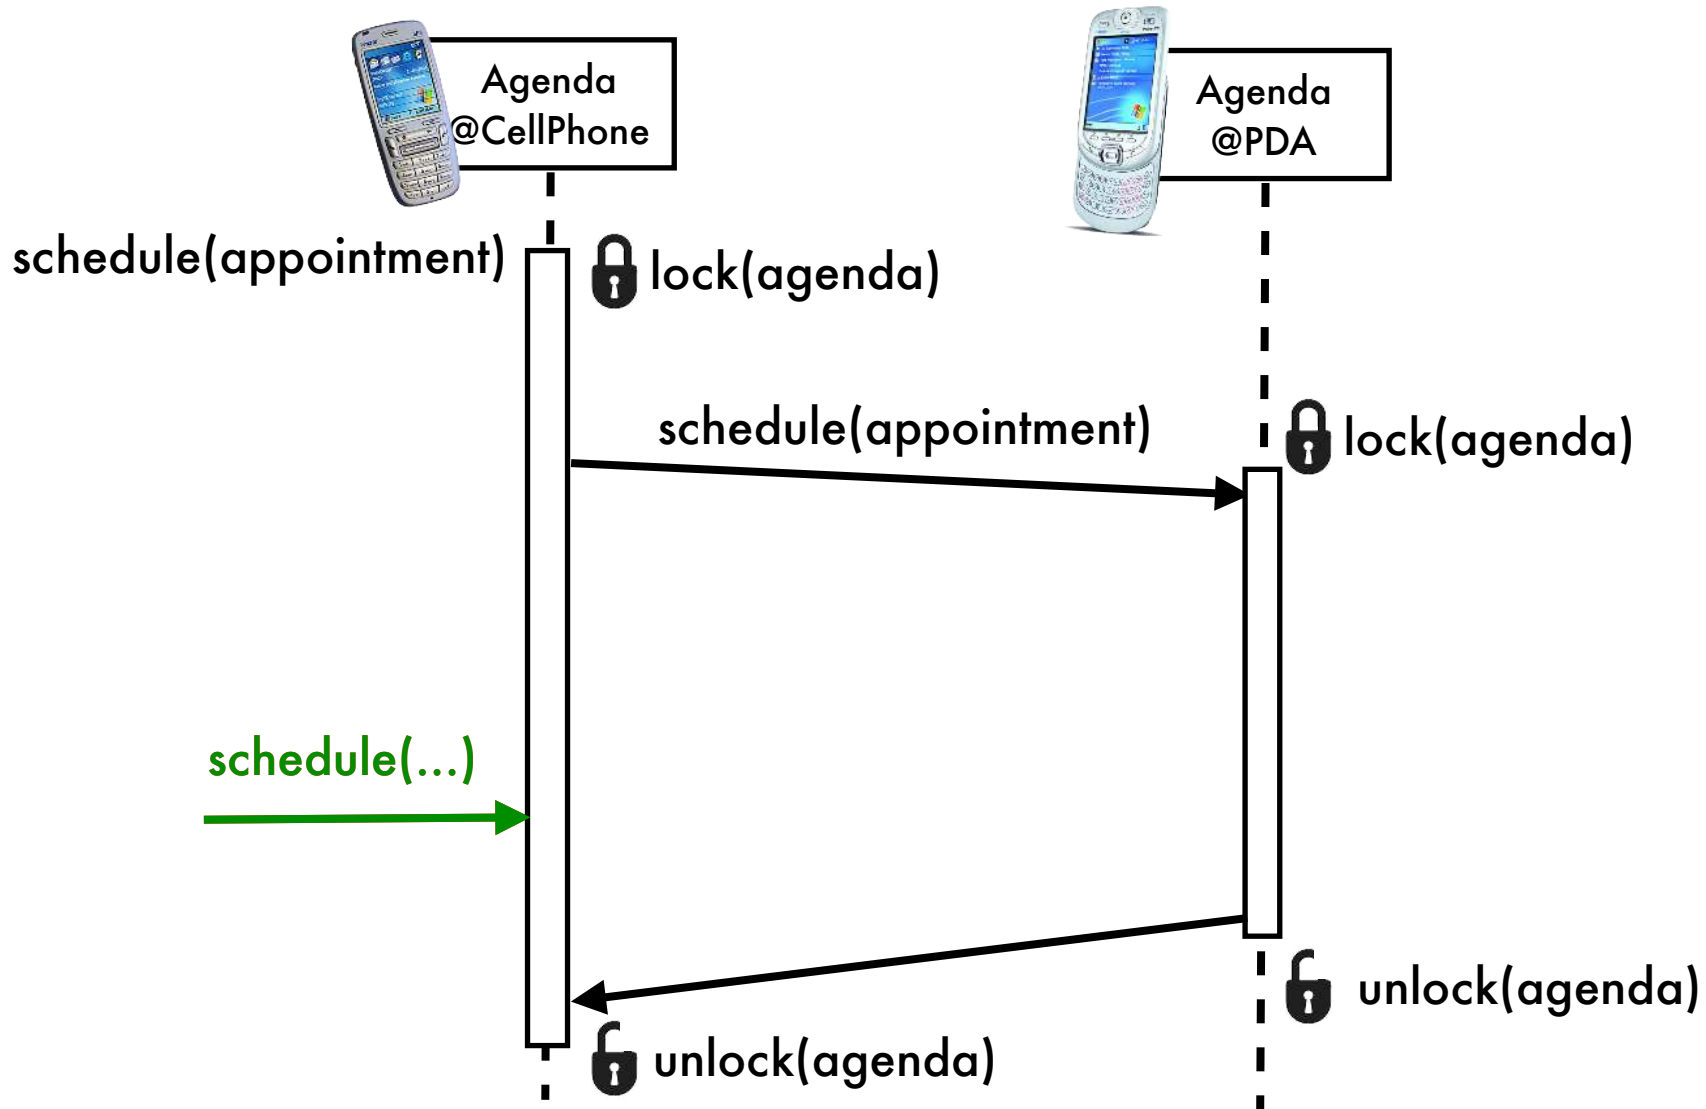 Agenda
@CellPhone
Agenda
@PDA
schedule(appointment)
lock(agenda)
schedule(appointment)
lock(agenda)
schedule(...)
unlock(agenda)
unlock(agenda)